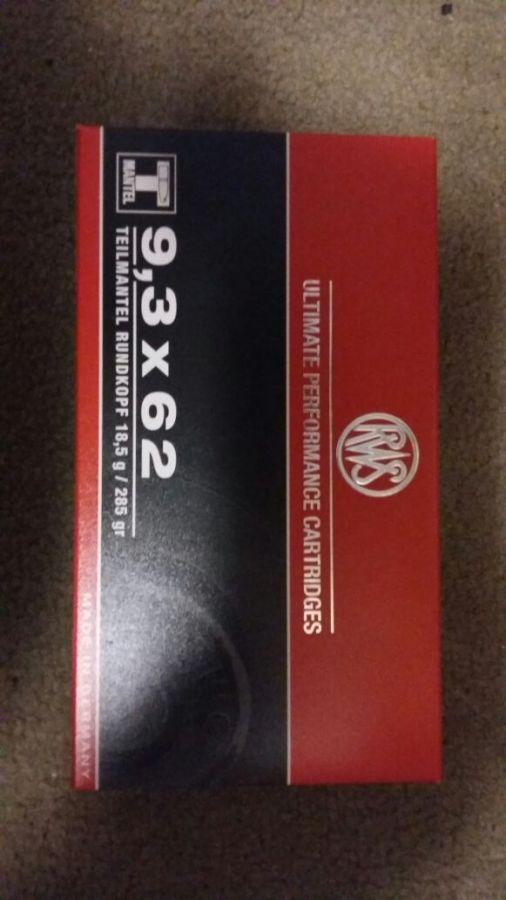 RWS
ULTIMATE PERFORMANCE CARTRIDGES
T
MANTEL
9,3 x 62
TEILMANTEL RUNDKOPF 18,5 g / 285 gr
MADE IN GERMANY